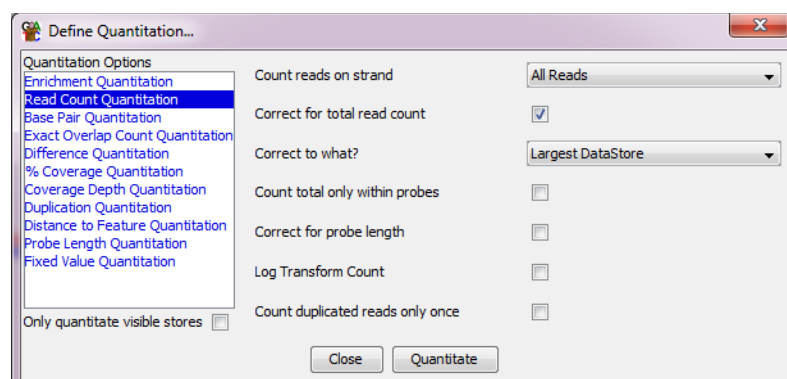 Define Quantitation...
Quantitation Options
Enrichment Quantitation
Read Count Quantitation
Base Pair Quantitation
Exact Overlap Count Quantitation
Difference Quantitation
% Coverage Quantitation
Coverage Depth Quantitation
Duplication Quantitation
Distance to Feature Quantitation
Probe Length Quantitation
Fixed Value Quantitation
Only quantitate visible stores
Count reads on strand All Reads
Correct for total read count
Correct to what? Largest DataStore
Count total only within probes
Correct for probe length
Log Transform Count
Count duplicated reads only once
Close Quantitate